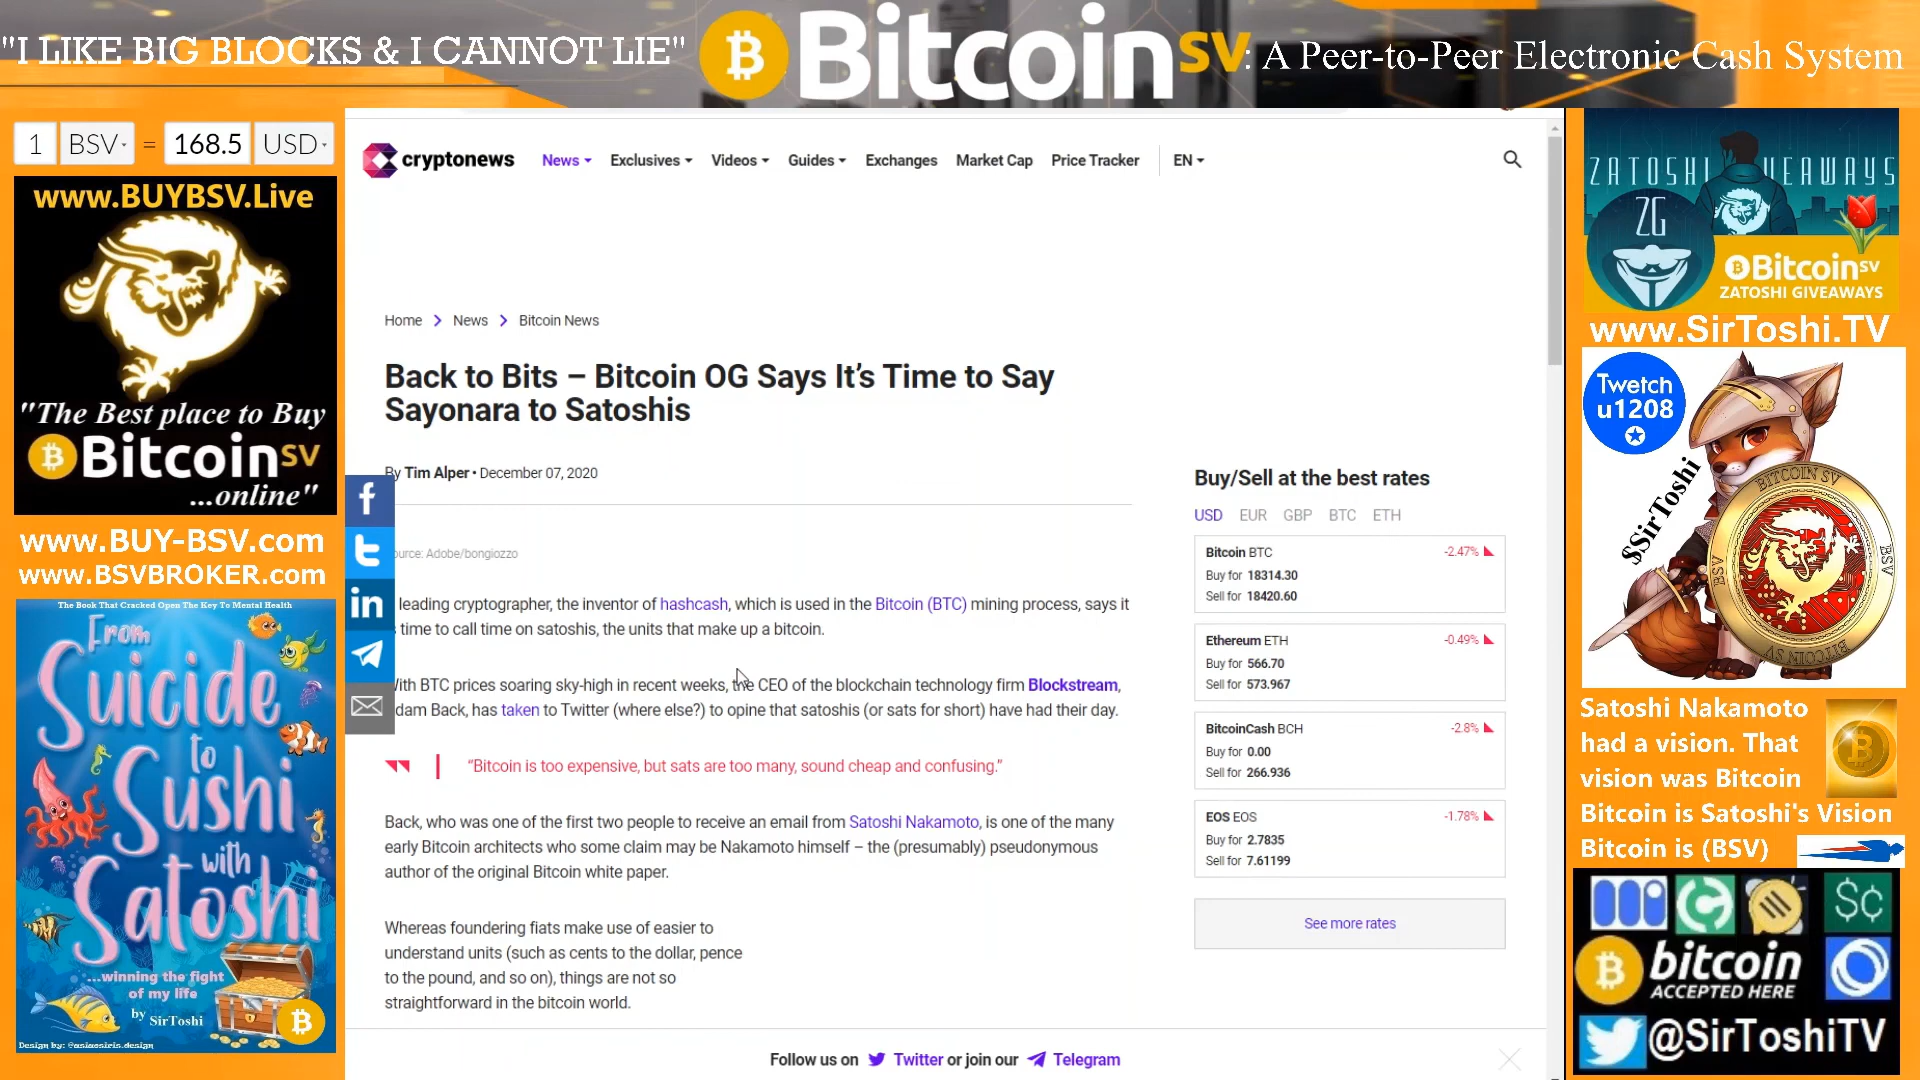 "I LIKE BIG BLOCKS & I CANNOT LIE"
Bitcoin SV : A Peer-to-Peer Electronic Cash System
1 BSV = 168.5 USD
www.BUYBSV.Live
"The Best place to Buy
Bitcoin SV
...online"
www.BUY-BSV.com
www.BSVBROKER.com
The Book That Cracked Open The Key To Mental Health
From
Suicide
to
Sushi
with
Satoshi
...winning the fight
of my life
by SirToshi
Design by: @asiaosiris.design
cryptonews
News
Exclusives
Videos
Guides
Exchanges
Market Cap
Price Tracker
EN
Home > News > Bitcoin News
Back to Bits – Bitcoin OG Says It's Time to Say
Sayonara to Satoshis
By Tim Alper • December 07, 2020
ource: Adobe/bongiozzo
leading cryptographer, the inventor of hashcash, which is used in the Bitcoin (BTC) mining process, says it
time to call time on satoshis, the units that make up a bitcoin.
ith BTC prices soaring sky-high in recent weeks, the CEO of the blockchain technology firm Blockstream,
dam Back, has taken to Twitter (where else?) to opine that satoshis (or sats for short) have had their day.
“Bitcoin is too expensive, but sats are too many, sound cheap and confusing.”
Back, who was one of the first two people to receive an email from Satoshi Nakamoto, is one of the many
early Bitcoin architects who some claim may be Nakamoto himself – the (presumably) pseudonymous
author of the original Bitcoin white paper.
Whereas foundering fiats make use of easier to
understand units (such as cents to the dollar, pence
to the pound, and so on), things are not so
straightforward in the bitcoin world.
Buy/Sell at the best rates
USD EUR GBP BTC ETH
Bitcoin BTC -2.47%
Buy for 18314.30
Sell for 18420.60
Ethereum ETH -0.49%
Buy for 566.70
Sell for 573.967
BitcoinCash BCH -2.8%
Buy for 0.00
Sell for 266.936
EOS EOS -1.78%
Buy for 2.7835
Sell for 7.61199
See more rates
Follow us on Twitter or join our Telegram
ZG
Bitcoin SV
ZATOSHI GIVEAWAYS
www.SirToshi.TV
Twetch
u1208
$SirToshi
BITCOIN SV
BSV
BSV
BITCOIN SV
Satoshi Nakamoto
had a vision. That
vision was Bitcoin
Bitcoin is Satoshi's Vision
Bitcoin is (BSV)
$¢
bitcoin
ACCEPTED HERE
@SirToshiTV